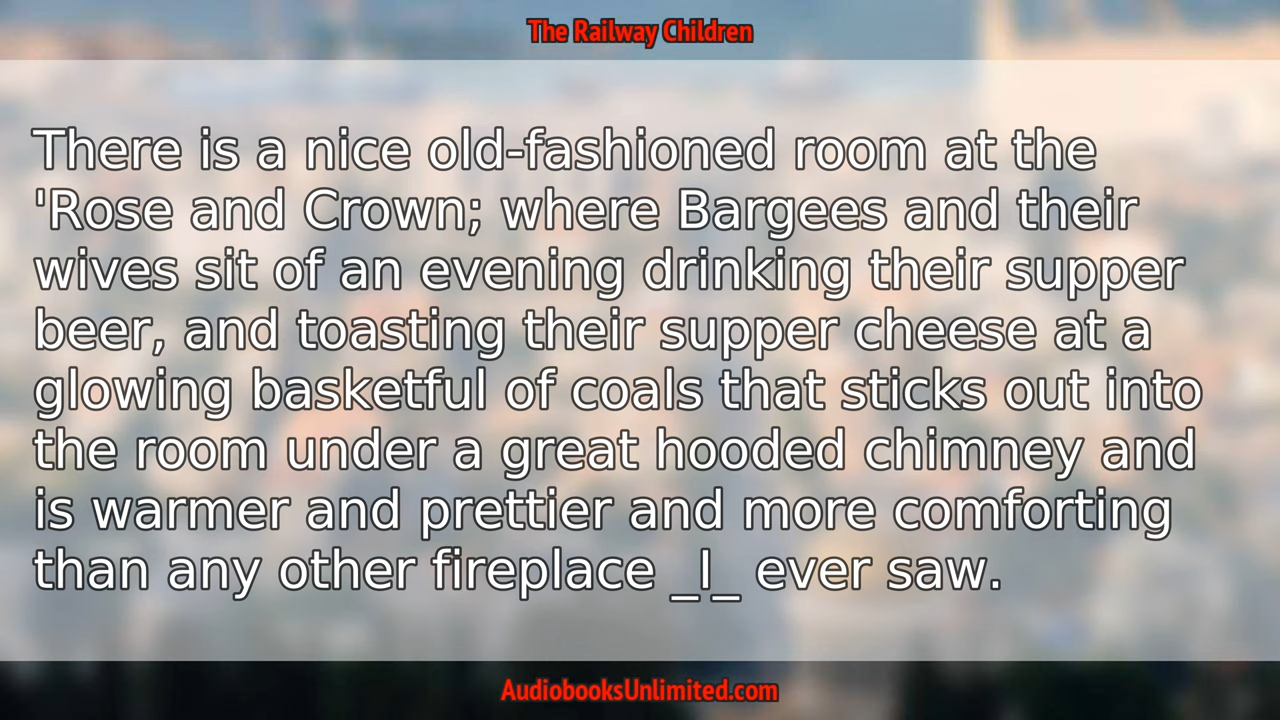 The Railway Children
There is a nice old-fashioned room at the
'Rose and Crown; where Bargees and their
wives sit of an evening drinking their supper
beer, and toasting their supper cheese at a
glowing basketful of coals that sticks out into
the room under a great hooded chimney and
is warmer and prettier and more comforting
than any other fireplace _I_ ever saw.
AudiobooksUnlimited.com